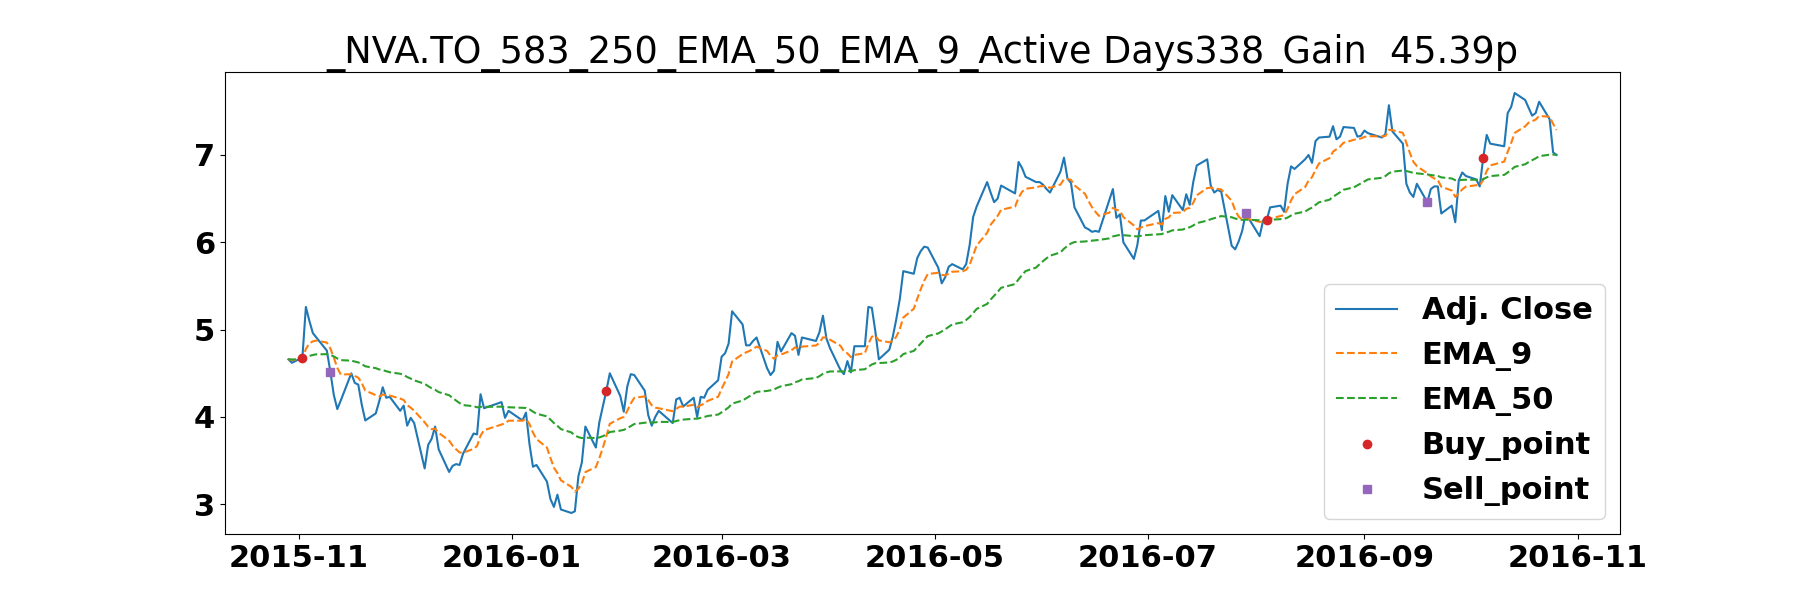 _NVA.TO_583_250_EMA_50_EMA_9_Active Days338_Gain  45.39p
7
6
5
4
3
Adj. Close
EMA_9
EMA_50
Buy_point
Sell_point
2015-11 2016-01 2016-03 2016-05 2016-07 2016-09 2016-11